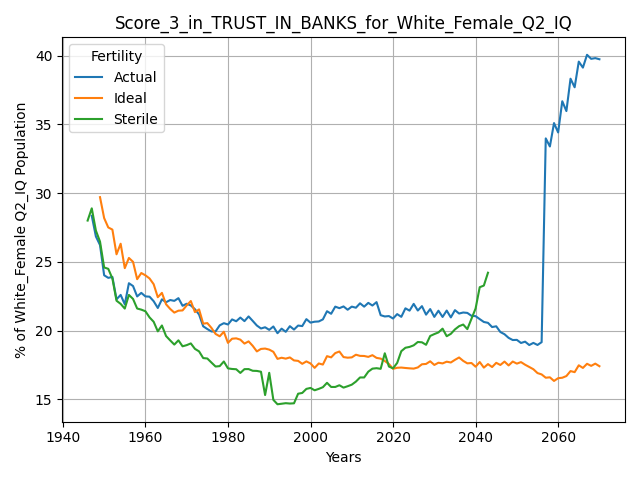 Score_3_in_TRUST_IN_BANKS_for_White_Female_Q2_IQ
% of White_Female Q2_IQ Population
40
35
30
25
20
15
Fertility
Actual
Ideal
Sterile
1940
1960
1980
2000
2020
2040
2060
Years